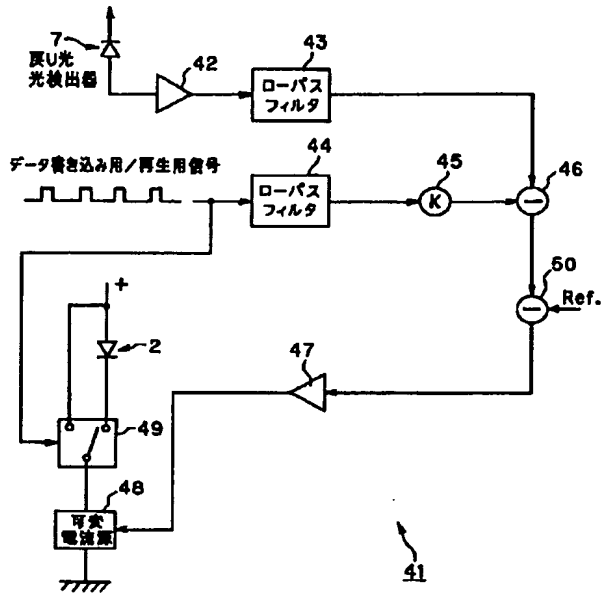 7
戻り光
光検出器
42
43
ローパス
フィルタ
データ書き込み用/再生用信号
44
ローパス
フィルタ
45
K
46
50
Ref.
+
2
47
49
48
可変
電流源
41